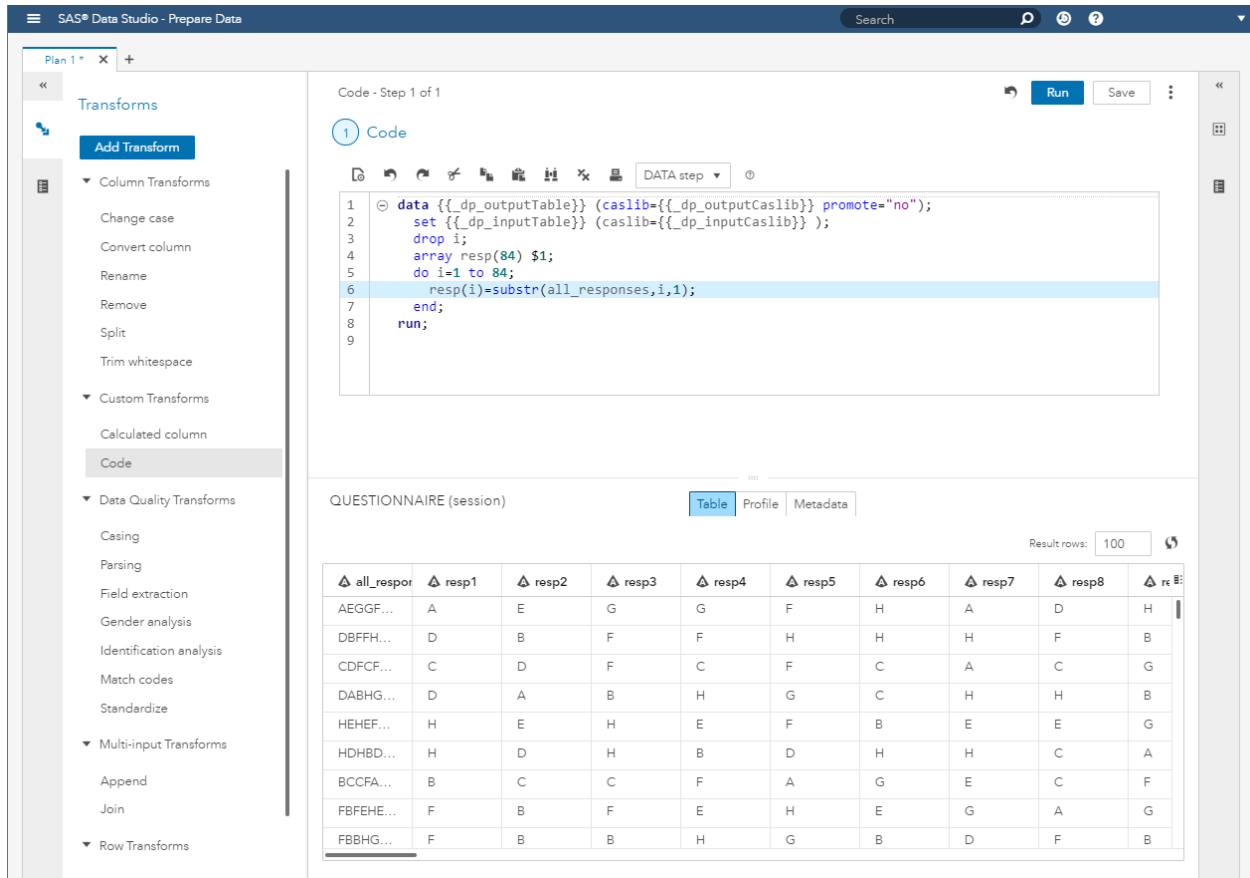 SAS® Data Studio - Prepare Data
Search
Plan 1 *
Transforms
Add Transform
Column Transforms
Change case
Convert column
Rename
Remove
Split
Trim whitespace
Custom Transforms
Calculated column
Code
Data Quality Transforms
Casing
Parsing
Field extraction
Gender analysis
Identification analysis
Match codes
Standardize
Multi-input Transforms
Append
Join
Row Transforms
Code - Step 1 of 1
Run Save
1 Code
DATA step
1 data {{_dp_outputTable}} (caslib={{_dp_outputCaslib}} promote="no");
2 set {{_dp_inputTable}} (caslib={{_dp_inputCaslib}} );
3 drop i;
4 array resp(84) $1;
5 do i=1 to 84;
6 resp(i)=substr(all_responses,i,1);
7 end;
8 run;
9
QUESTIONNAIRE (session)
Table Profile Metadata
Result rows: 100
all_respor resp1 resp2 resp3 resp4 resp5 resp6 resp7 resp8 re
AEGGF... A E G G F H A D H
DBFFH... D B F F H H H F B
CDFCF... C D F C F C A C G
DABHG... D A B H G C H H B
HEHEF... H E H E F B E E G
HDHBD... H D H B D H H C A
BCCFA... B C C F A G E C F
FBFEHE... F B F E H E G A G
FBBHG... F B B H G B D F B